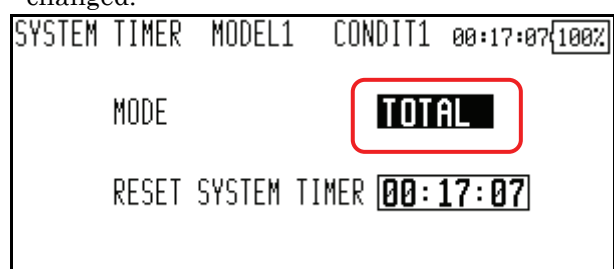 changed.
SYSTEM TIMER MODEL1 CONDIT1 00:17:07 100%
MODE TOTAL
RESET SYSTEM TIMER 00:17:07